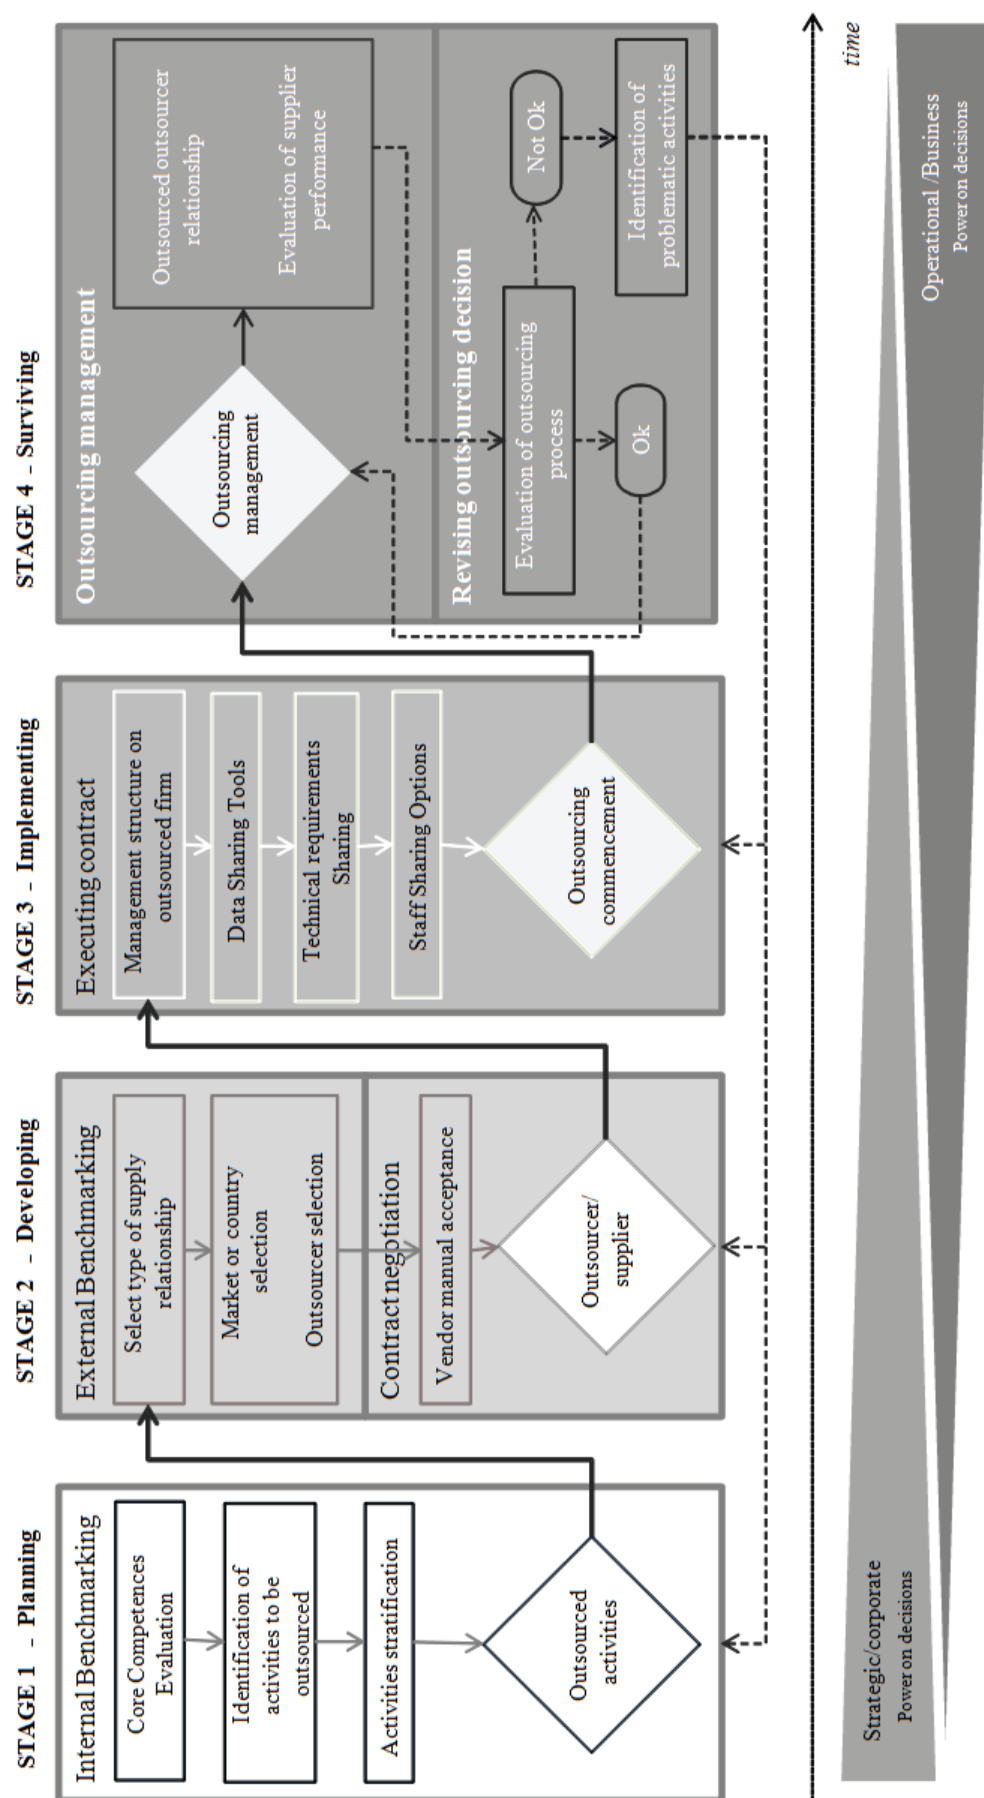 STAGE 1 - Planning
Internal Benchmarking
Core Competences
Evaluation
Identification of
activities to be
outsourced
Activities stratification
Outsourced
activities
STAGE 2 - Developing
External Benchmarking
Select type of supply
relationship
Market or country
selection
Outsourcer selection
Contract negotiation
Vendor manual acceptance
Outsourcer/
supplier
STAGE 3 - Implementing
Executing contract
Management structure on
outsourced firm
Data Sharing Tools
Technical requirements
Sharing
Staff Sharing Options
Outsourcing
commencement
STAGE 4 - Surviving
Outsourcing management
Outsourcing
management
Outsourced outsourcer
relationship
Evaluation of supplier
performance
Revising outsourcing decision
Evaluation of outsourcing
process
Ok
Not Ok
Identification of
problematic activities
time
Strategic/corporate
Power on decisions
Operational /Business
Power on decisions